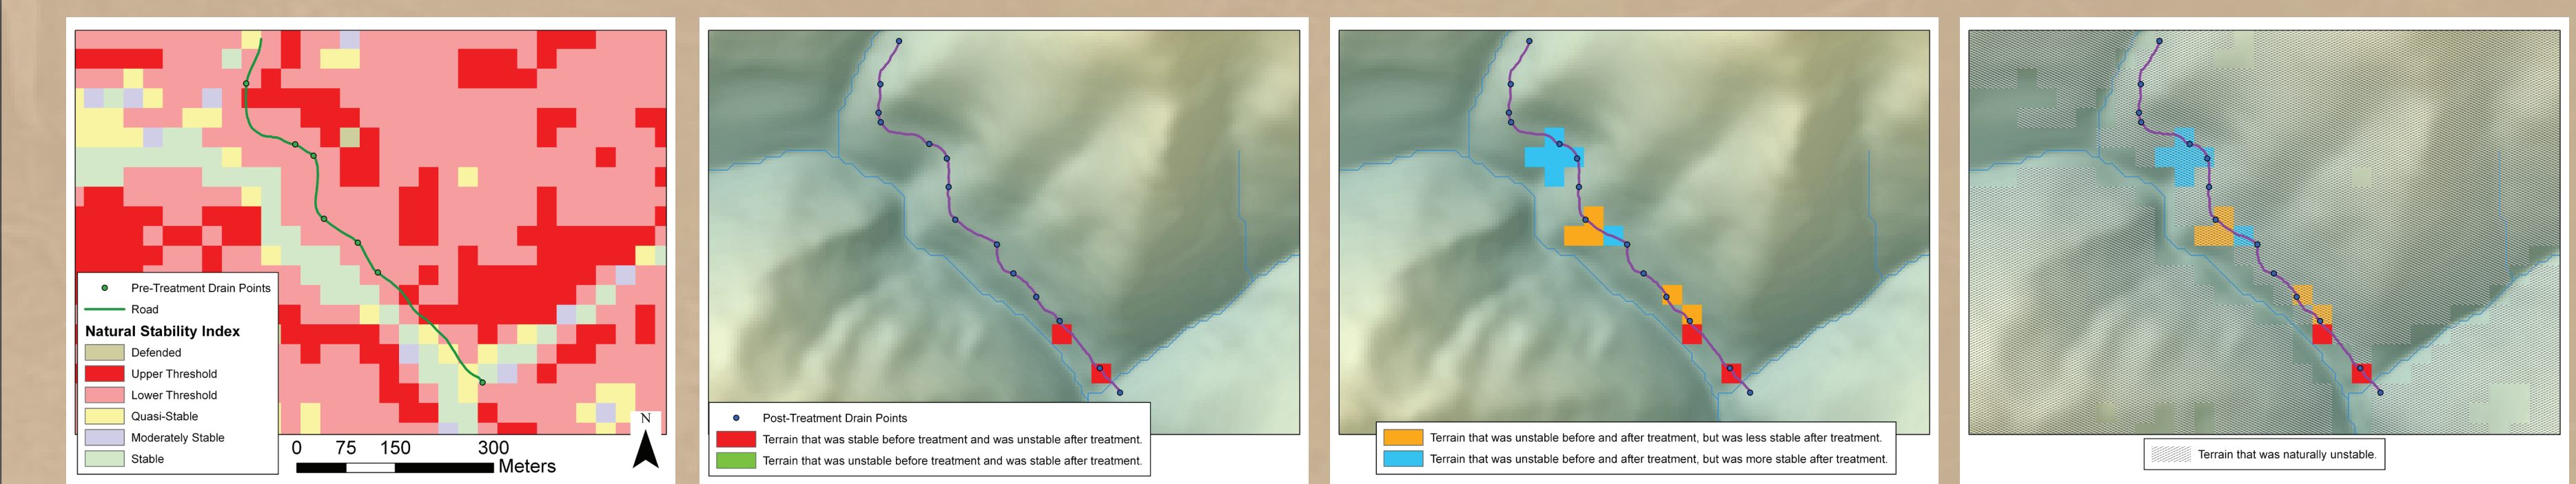 Pre-Treatment Drain Points
Road
Natural Stability Index
Defended
Upper Threshold
Lower Threshold
Quasi-Stable
Moderately Stable
Stable
0 75 150 300
Meters
N
Post-Treatment Drain Points
Terrain that was stable before treatment and was unstable after treatment.
Terrain that was unstable before treatment and was stable after treatment.
Terrain that was unstable before and after treatment, but was less stable after treatment.
Terrain that was unstable before and after treatment, but was more stable after treatment.
Terrain that was naturally unstable.